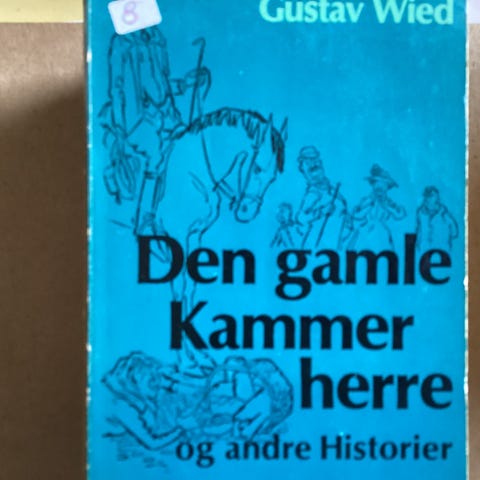 8
Gustav Wied
Den gamle
Kammer
herre
og andre Historier